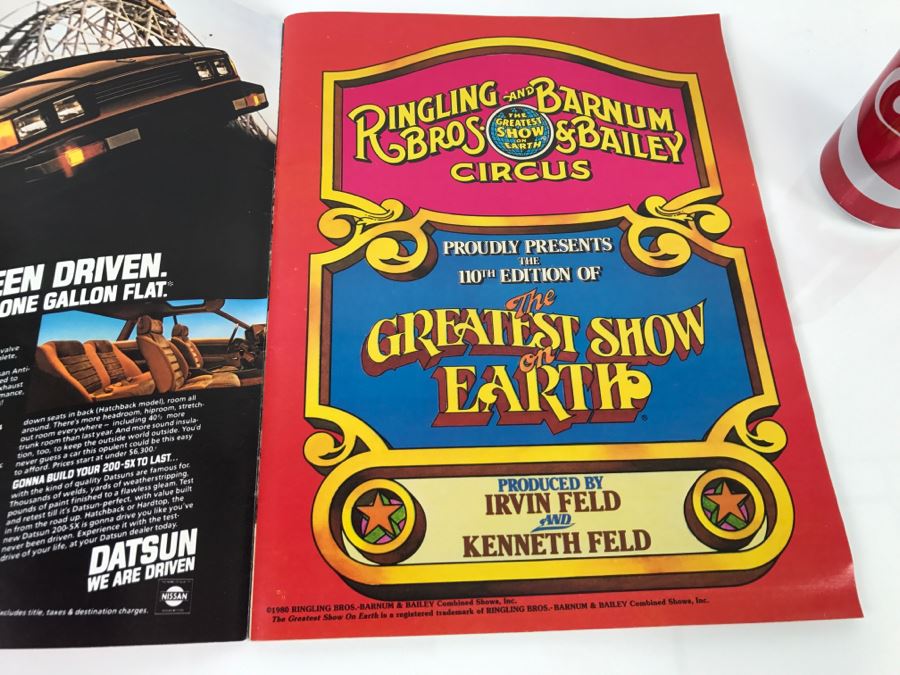 EEN DRIVEN.
ONE GALLON FLAT.*
valve
plete.
san Anti-
ed to
xhaust
mance,
down seats in back (Hatchback model), room all
around. There's more headroom, hiproom, stretch-
out room everywhere – including 40% more
trunk room than last year. And more sound insula-
tion, too, to keep the outside world outside. You'd
never guess a car this opulent could be this easy
to afford. Prices start at under $6,300!
GONNA BUILD YOUR 200-SX TO LAST...
with the kind of quality Datsuns are famous for.
Thousands of welds, yards of weatherstripping,
pounds of paint finished to a flawless gleam. Test
and retest till it's Datsun-perfect, with value built
in from the road up. Hatchback or Hardtop, the
new Datsun 200-SX is gonna drive you like you've
never been driven. Experience it with the test-
drive of your life, at your Datsun dealer today.
DATSUN
WE ARE DRIVEN
NISSAN
xcludes title, taxes & destination charges.
RINGLING AND BARNUM
BROS. & BAILEY
THE
GREATEST
SHOW
ON
EARTH
CIRCUS
PROUDLY PRESENTS
THE
110TH EDITION OF
The
GREATEST SHOW
on
EARTH®
PRODUCED BY
IRVIN FELD
AND
KENNETH FELD
©1980 RINGLING BROS.-BARNUM & BAILEY Combined Shows, Inc.
The Greatest Show On Earth is a registered trademark of RINGLING BROS.-BARNUM & BAILEY Combined Shows, Inc.